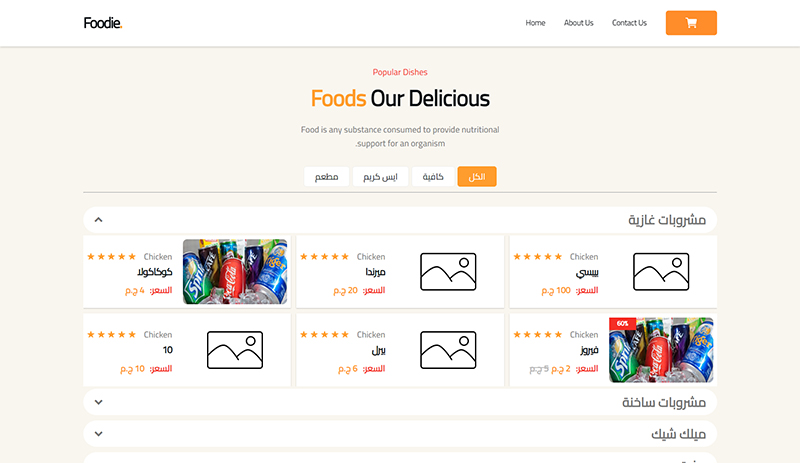 Foodie.
Home
About Us
Contact Us
Popular Dishes
Foods Our Delicious
Food is any substance consumed to provide nutritional
.support for an organism
الكل
كافية
ايس كريم
مطعم
مشروبات غازية
Chicken
بيبسي
السعر: 100 ج.م
Chicken
ميرندا
السعر: 20 ج.م
Chicken
كوكاكولا
السعر: 4 ج.م
60%
Chicken
فيروز
السعر: 2 ج.م 5 ج.م
Chicken
بيرل
السعر: 6 ج.م
Chicken
10
السعر: 10 ج.م
مشروبات ساخنة
ميلك شيك